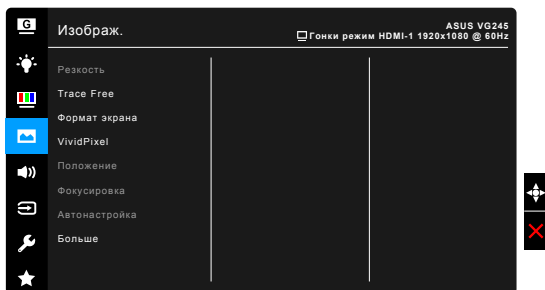 G
Изображ.
ASUS VG245
Гонки режим HDMI-1 1920x1080 @ 60Hz
Резкость
Trace Free
Формат экрана
VividPixel
Положение
Фокусировка
Автонастройка
Больше